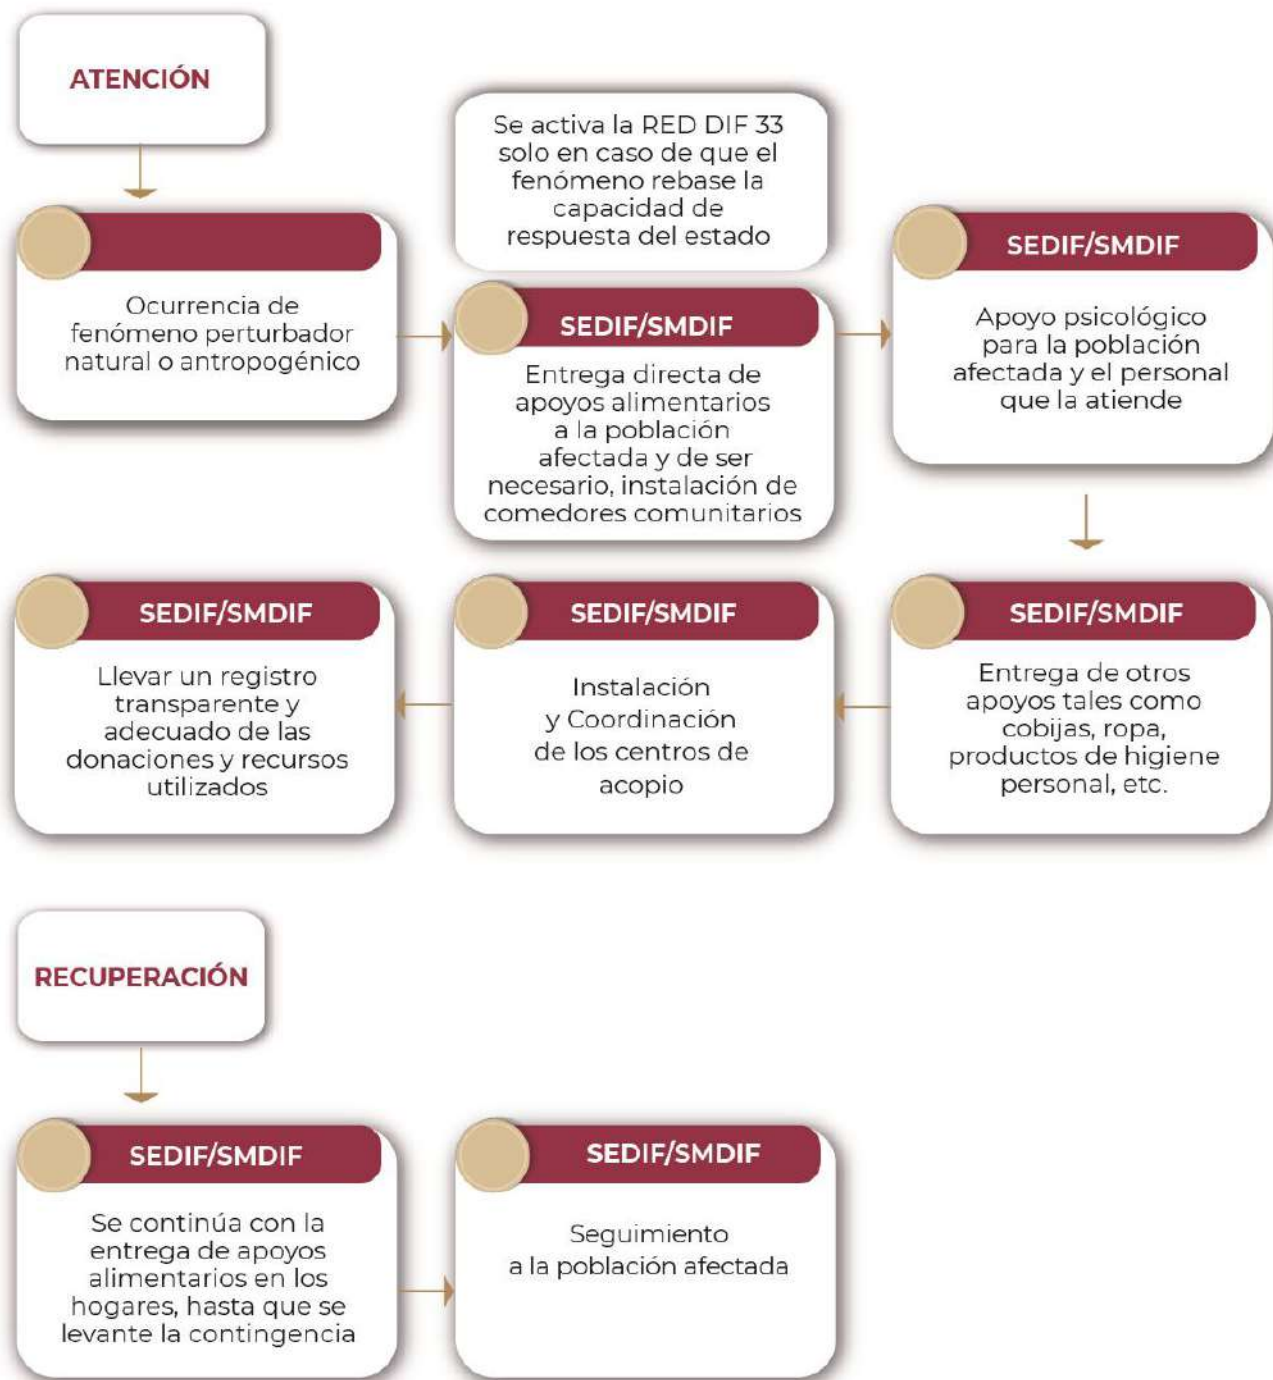 ATENCIÓN
Ocurrencia de
fenómeno perturbador
natural o antropogénico
Se activa la RED DIF 33
solo en caso de que el
fenómeno rebase la
capacidad de
respuesta del estado
SEDIF/SMDIF
Entrega directa de
apoyos alimentarios
a la población
afectada y de ser
necesario, instalación de
comedores comunitarios
SEDIF/SMDIF
Apoyo psicológico
para la población
afectada y el personal
que la atiende
SEDIF/SMDIF
Entrega de otros
apoyos tales como
cobijas, ropa,
productos de higiene
personal, etc.
SEDIF/SMDIF
Instalación
y Coordinación
de los centros de
acopio
SEDIF/SMDIF
Llevar un registro
transparente y
adecuado de las
donaciones y recursos
utilizados
RECUPERACIÓN
SEDIF/SMDIF
Se continúa con la
entrega de apoyos
alimentarios en los
hogares, hasta que se
levante la contingencia
SEDIF/SMDIF
Seguimiento
a la población afectada